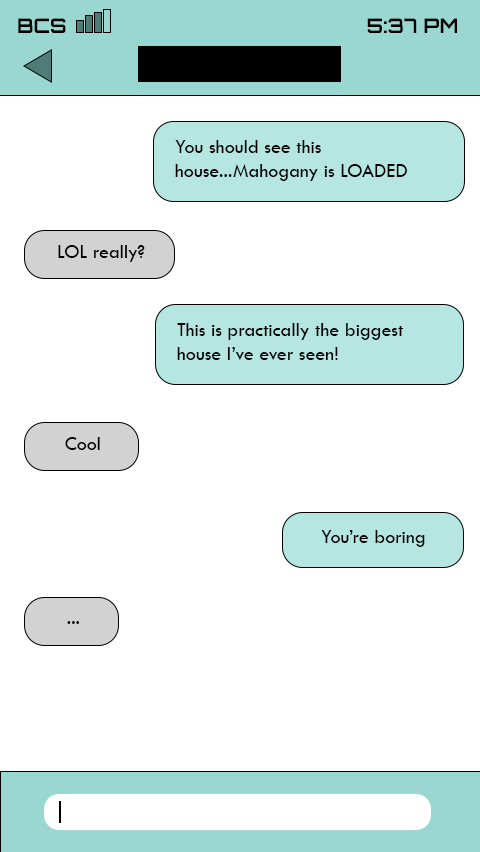 BCS 5:37 PM
You should see this
house...Mahogany is LOADED
LOL really?
This is practically the biggest
house I've ever seen!
Cool
You're boring
...